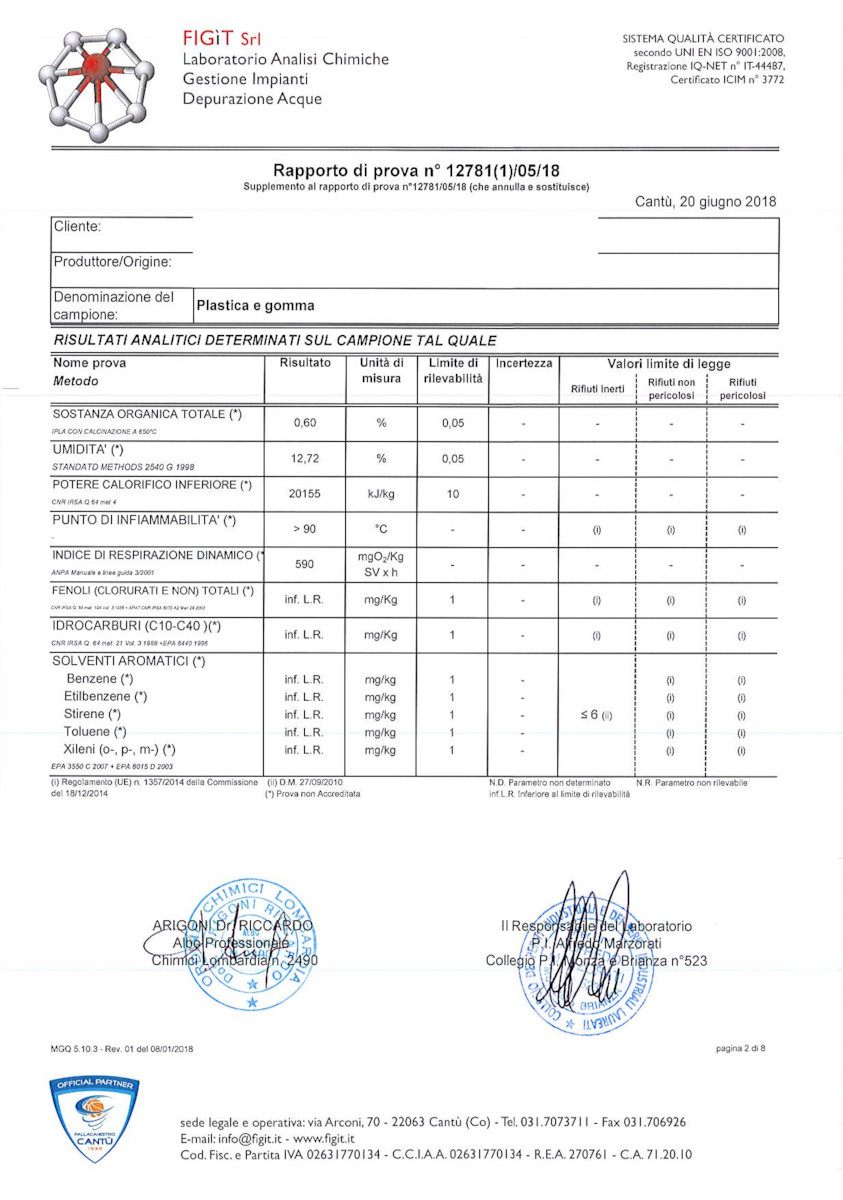 FIGìT Srl
Laboratorio Analisi Chimiche
Gestione Impianti
Depurazione Acque
SISTEMA QUALITÀ CERTIFICATO
secondo UNI EN ISO 9001:2008,
Registrazione IQ-NET n° IT-44487,
Certificato ICIM n° 3772
Rapporto di prova n° 12781(1)/05/18
Supplemento al rapporto di prova n°12781/05/18 (che annulla e sostituisce)
Cantù, 20 giugno 2018
Cliente:
Produttore/Origine:
Denominazione del campione: Plastica e gomma
RISULTATI ANALITICI DETERMINATI SUL CAMPIONE TAL QUALE
Nome prova Risultato Unità di Limite di Incertezza Valori limite di legge
Metodo misura rilevabilità Rifiuti Inerti Rifiuti non pericolosi Rifiuti pericolosi
SOSTANZA ORGANICA TOTALE (*) 0,60 % 0,05 - - - -
IPLA CON CALCINAZIONE A 650°C
UMIDITA' (*) 12,72 % 0,05 - - - -
STANDATD METHODS 2540 G 1998
POTERE CALORIFICO INFERIORE (*) 20155 kJ/kg 10 - - - -
CNR IRSA Q 64 met 4
PUNTO DI INFIAMMABILITA' (*) > 90 °C - - (i) (i) (i)
-
INDICE DI RESPIRAZIONE DINAMICO (* 590 mgO₂/Kg SV x h - - - - -
ANPA Manuale e linee guida 3/2001
FENOLI (CLORURATI E NON) TOTALI (*) inf. L.R. mg/Kg 1 - (i) (i) (i)
IDROCARBURI (C10-C40 )(*) inf. L.R. mg/Kg 1 - (i) (i) (i)
CNR IRSA Q 64 mat. 21 Vol. 3 1988 +EPA 8440 1996
SOLVENTI AROMATICI (*)
Benzene (*) inf. L.R. mg/kg 1 - (i) (i)
Etilbenzene (*) inf. L.R. mg/kg 1 - (i) (i)
Stirene (*) inf. L.R. mg/kg 1 - ≤ 6 (ii) (i) (i)
Toluene (*) inf. L.R. mg/kg 1 - (i) (i)
Xileni (o-, p-, m-) (*) inf. L.R. mg/kg 1 - (i) (i)
EPA 3550 C 2007 + EPA 8015 D 2003
(i) Regolamento (UE) n. 1357/2014 della Commissione (ii) D.M. 27/09/2010 N.D. Parametro non determinato N.R. Parametro non rilevabile
del 18/12/2014 (*) Prova non Accreditata inf.L.R. Inferiore al limite di rilevabilità
ARIGONI Dr. RICCARDO
Albo Professionale
Chimici Lombardia n. 2490
Il Responsabile del Laboratorio
P.I. Alfredo Marzorati
Collegio P.I. Monza e Brianza n°523
MGQ 5.10.3 - Rev. 01 del 08/01/2018
pagina 2 di 8
OFFICIAL PARTNER
PALLACANESTRO
CANTÙ
sede legale e operativa: via Arconi, 70 - 22063 Cantù (Co) - Tel. 031.7073711 - Fax 031.706926
E-mail: info@figit.it - www.figit.it
Cod. Fisc. e Partita IVA 02631770134 - C.C.I.A.A. 02631770134 - R.E.A. 270761 - C.A. 71.20.10